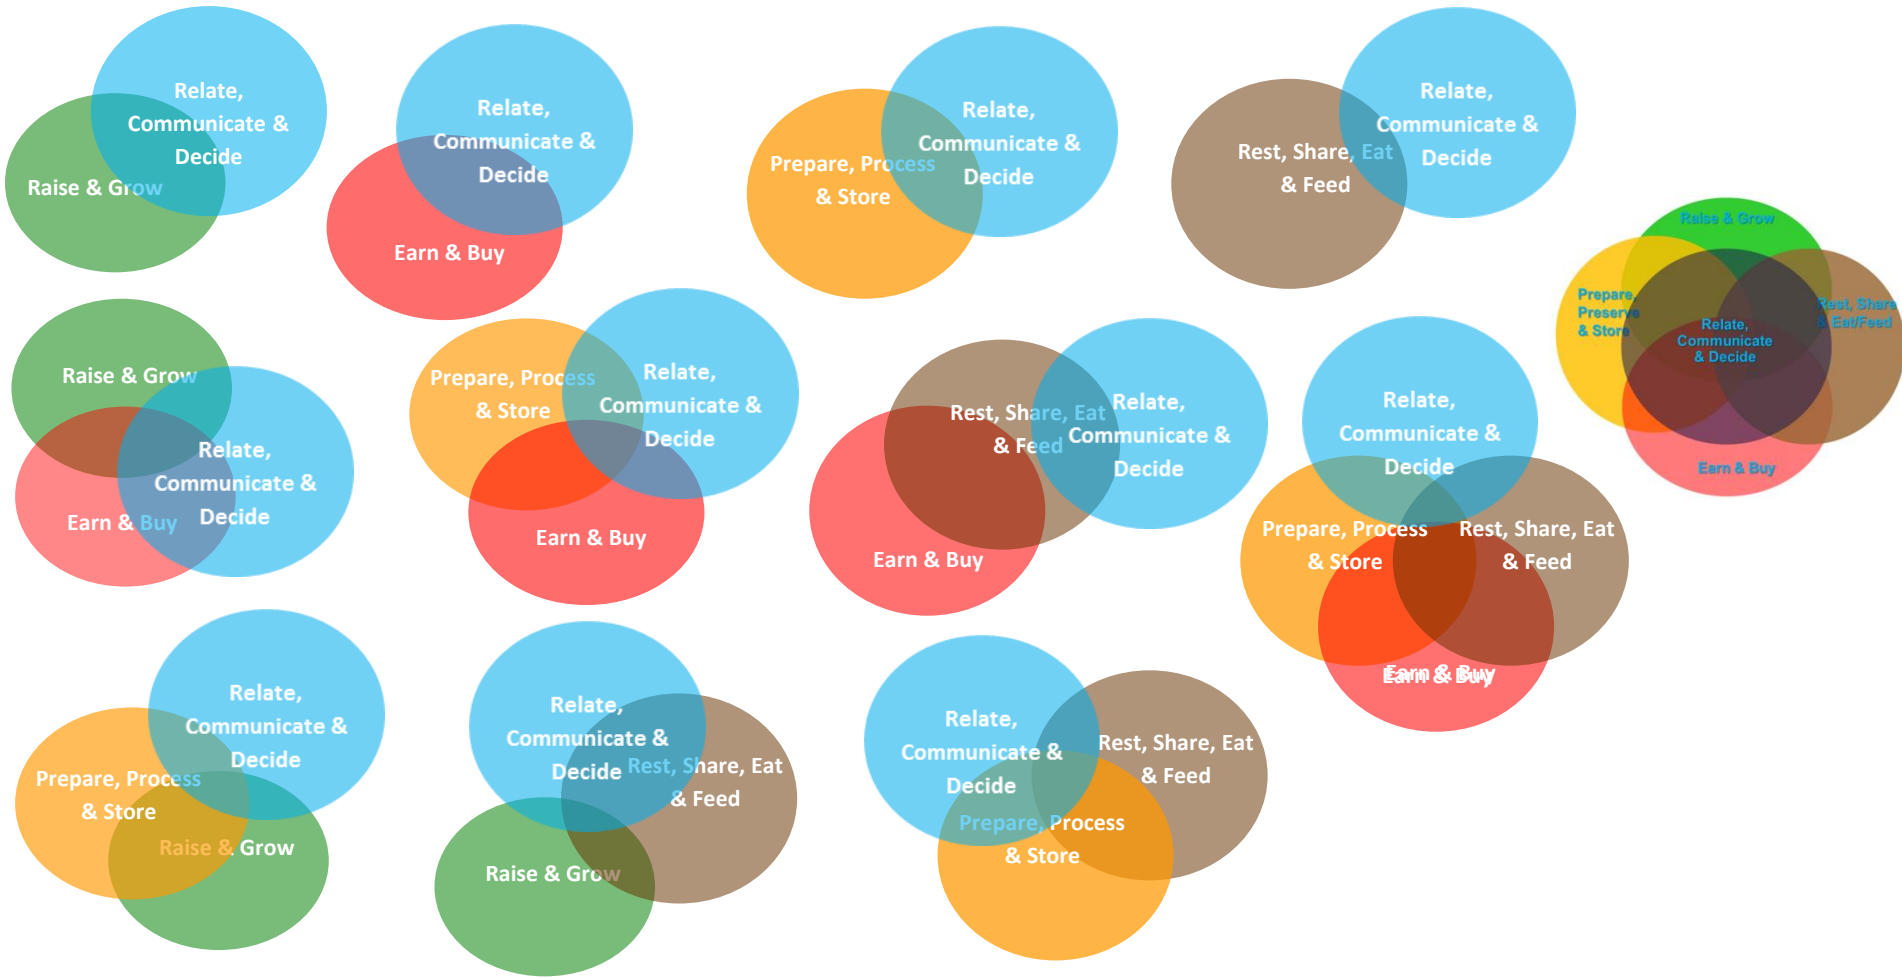 Relate,
Communicate &
Decide
Raise & Grow
Relate,
Communicate &
Decide
Earn & Buy
Relate,
Communicate &
Decide
Prepare, Process
& Store
Relate,
Communicate &
Decide
Rest, Share, Eat
& Feed
Raise & Grow
Prepare,
Preserve
& Store
Rest, Share
& Eat/Feed
Relate,
Communicate
& Decide
Earn & Buy
Raise & Grow
Relate,
Communicate &
Decide
Earn & Buy
Prepare, Process
& Store
Relate,
Communicate &
Decide
Earn & Buy
Rest, Share, Eat
& Feed
Relate,
Communicate &
Decide
Earn & Buy
Relate,
Communicate &
Decide
Prepare, Process
& Store
Rest, Share, Eat
& Feed
Earn & Buy
Earn & Buy
Relate,
Communicate &
Decide
Prepare, Process
& Store
Raise & Grow
Relate,
Communicate &
Decide
Rest, Share, Eat
& Feed
Raise & Grow
Relate,
Communicate &
Decide
Rest, Share, Eat
& Feed
Prepare, Process
& Store